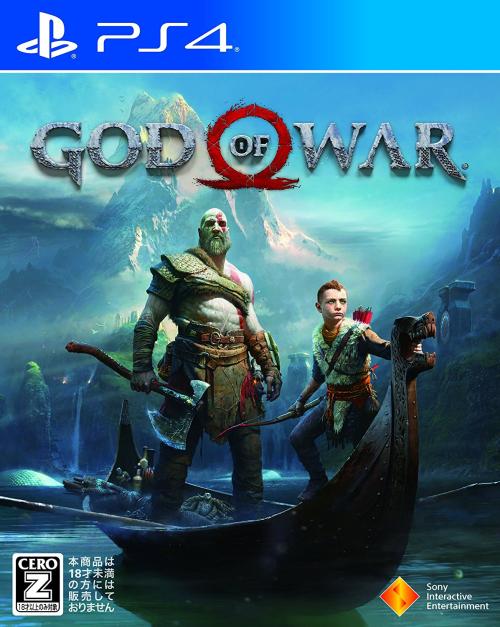 PS4
GOD OF WAR
CERO
Z
18才以上のみ対象
本商品は
18才未満
の方には
販売して
おりません
Sony
Interactive
Entertainment